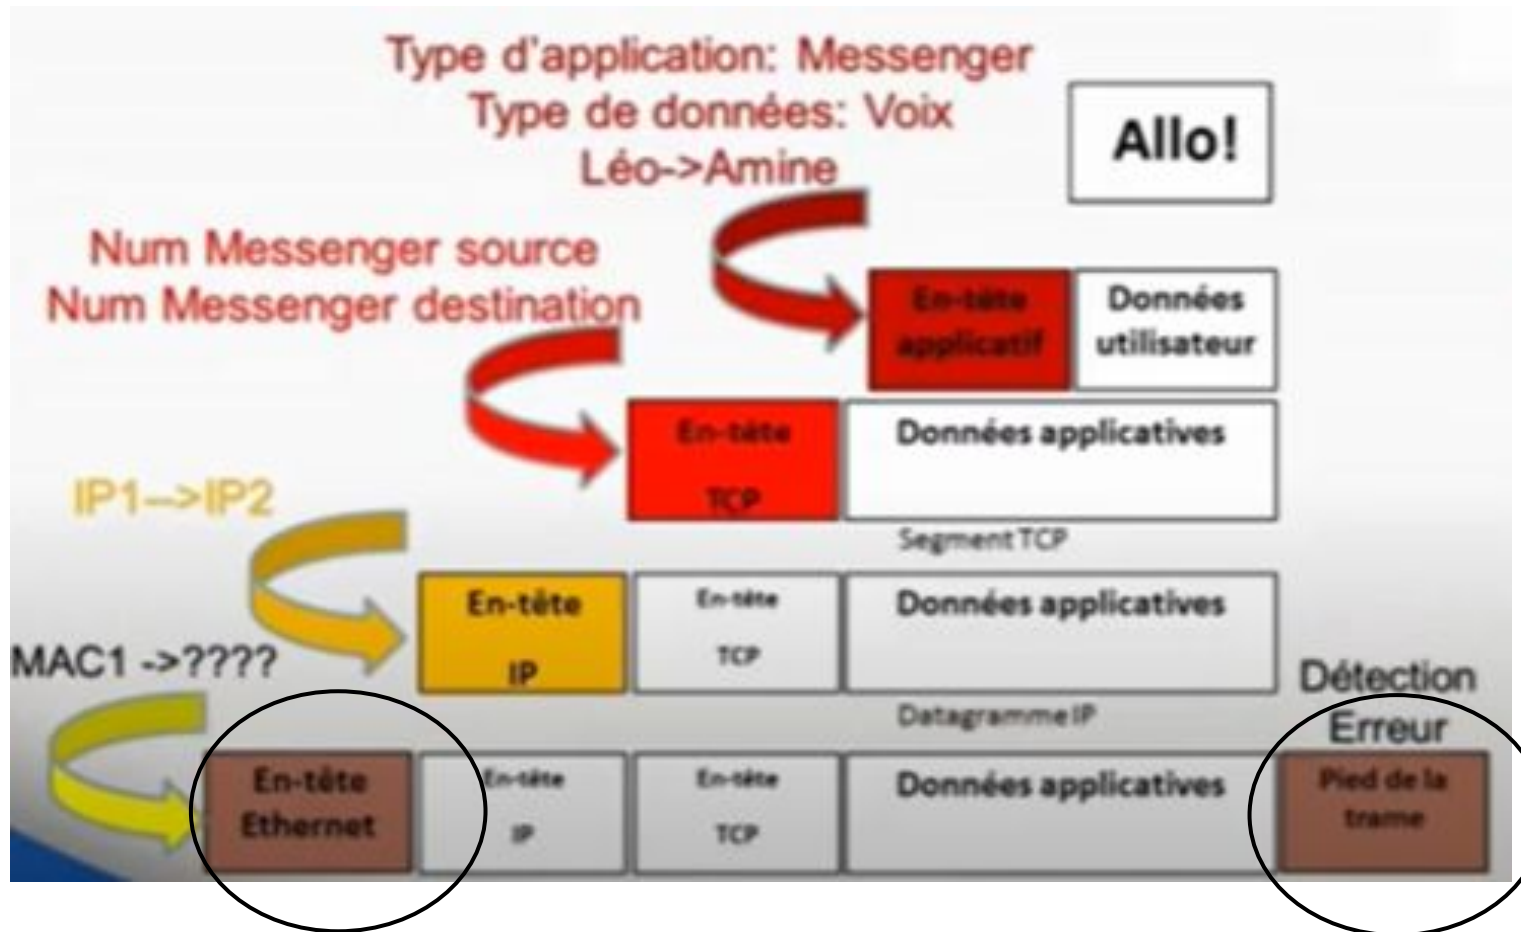 Type d'application: Messenger
Type de données: Voix
Léo->Amine
Allo!
Num Messenger source
Num Messenger destination
En-tête
applicatif
Données
utilisateur
En-tête
TCP
Données applicatives
Segment TCP
IP1-->IP2
En-tête
IP
En-tête
TCP
Données applicatives
Datagramme IP
MAC1 ->????
Détection
Erreur
En-tête
Ethernet
En-tête
IP
En-tête
TCP
Données applicatives
Pied de la
trame